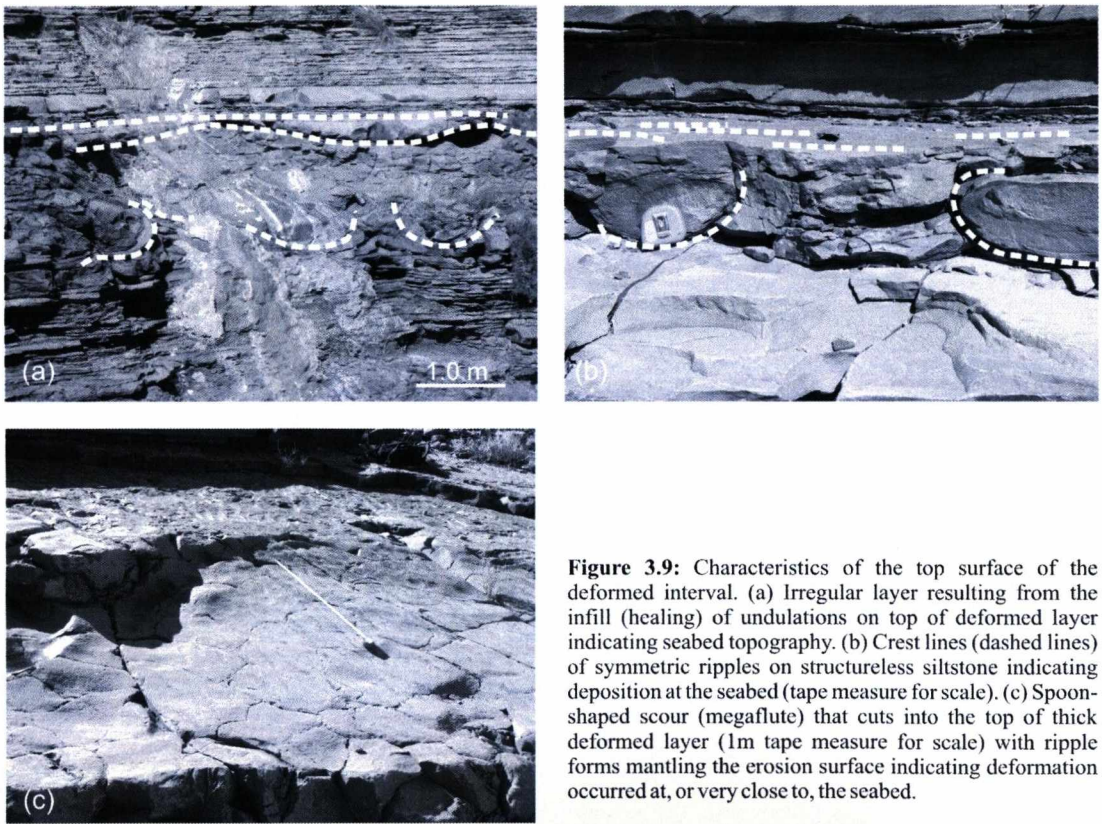 (a)
1.0 m
(b)
(c)
Figure 3.9: Characteristics of the top surface of the
deformed interval. (a) Irregular layer resulting from the
infill (healing) of undulations on top of deformed layer
indicating seabed topography. (b) Crest lines (dashed lines)
of symmetric ripples on structureless siltstone indicating
deposition at the seabed (tape measure for scale). (c) Spoon-
shaped scour (megaflute) that cuts into the top of thick
deformed layer (1m tape measure for scale) with ripple
forms mantling the erosion surface indicating deformation
occurred at, or very close to, the seabed.